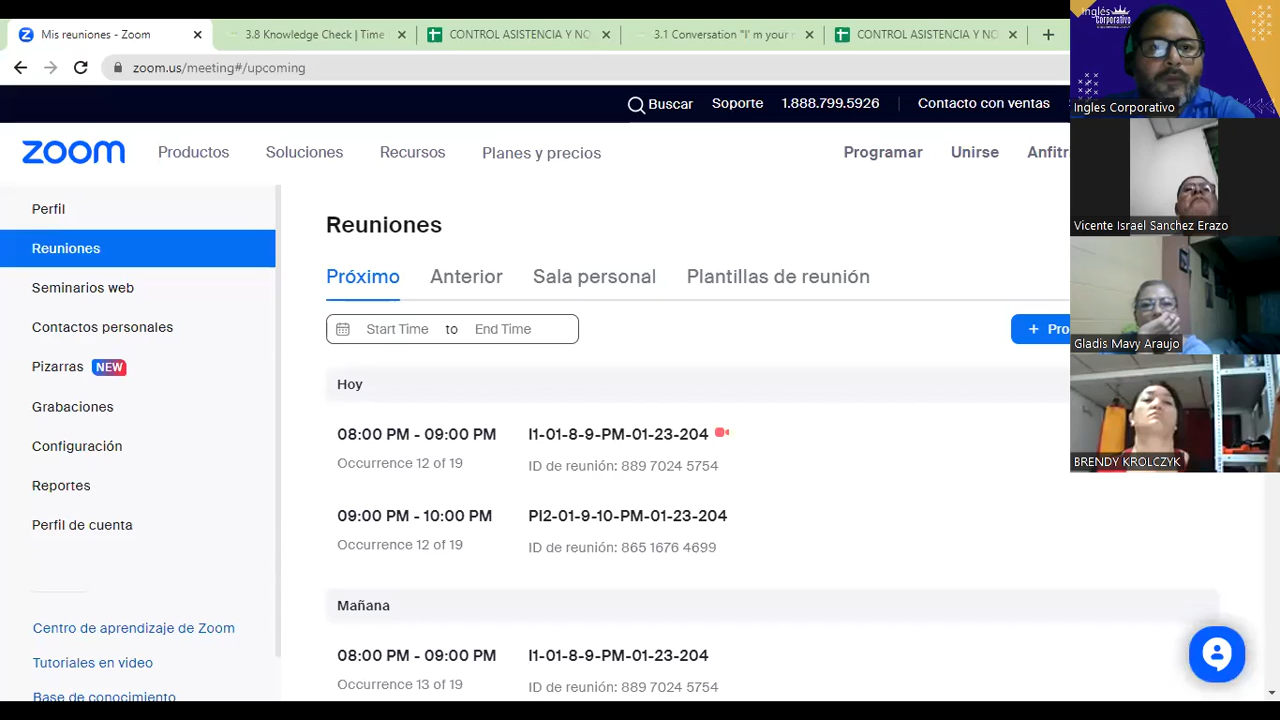 Mis reuniones - Zoom
3.8 Knowledge Check | Time
CONTROL ASISTENCIA Y NO
3.1 Conversation "I' m your
CONTROL ASISTENCIA Y NO
zoom.us/meeting#/upcoming
Buscar Soporte 1.888.799.5926 Contacto con ventas
zoom Productos Soluciones Recursos Planes y precios Programar Unirse Anfitr
Perfil
Reuniones
Seminarios web
Contactos personales
Pizarras NEW
Grabaciones
Configuración
Reportes
Perfil de cuenta
Centro de aprendizaje de Zoom
Tutoriales en video
Base de conocimiento
Reuniones
Próximo Anterior Sala personal Plantillas de reunión
Start Time to End Time
+ Pro
Hoy
08:00 PM - 09:00 PM I1-01-8-9-PM-01-23-204
Occurrence 12 of 19 ID de reunión: 889 7024 5754
09:00 PM - 10:00 PM PI2-01-9-10-PM-01-23-204
Occurrence 12 of 19 ID de reunión: 865 1676 4699
Mañana
08:00 PM - 09:00 PM I1-01-8-9-PM-01-23-204
Occurrence 13 of 19 ID de reunión: 889 7024 5754
Inglés
Corporativo
Ingles Corporativo
Vicente Israel Sanchez Erazo
Gladis Mavy Araujo
BRENDY KROLCZYK